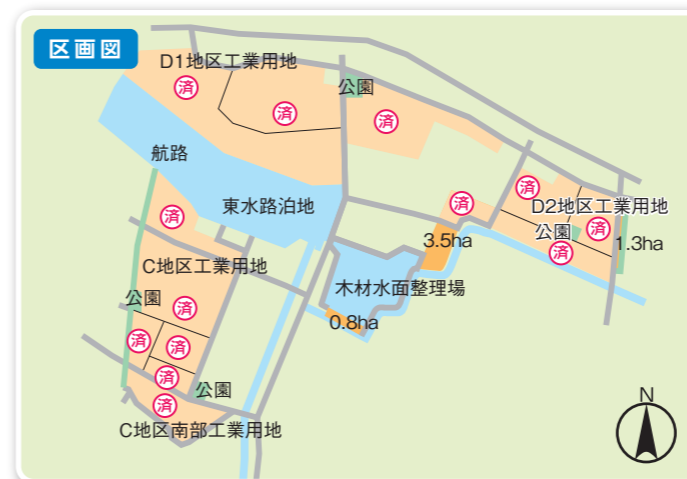 区画図
D1地区工業用地
済
済
公園
済
航路
東水路泊地
済
済
済
D2地区工業用地
公園
済
済
1.3ha
3.5ha
C地区工業用地
木材水面整理場
0.8ha
公園
済
済
済
済
公園
済
C地区南部工業用地
N